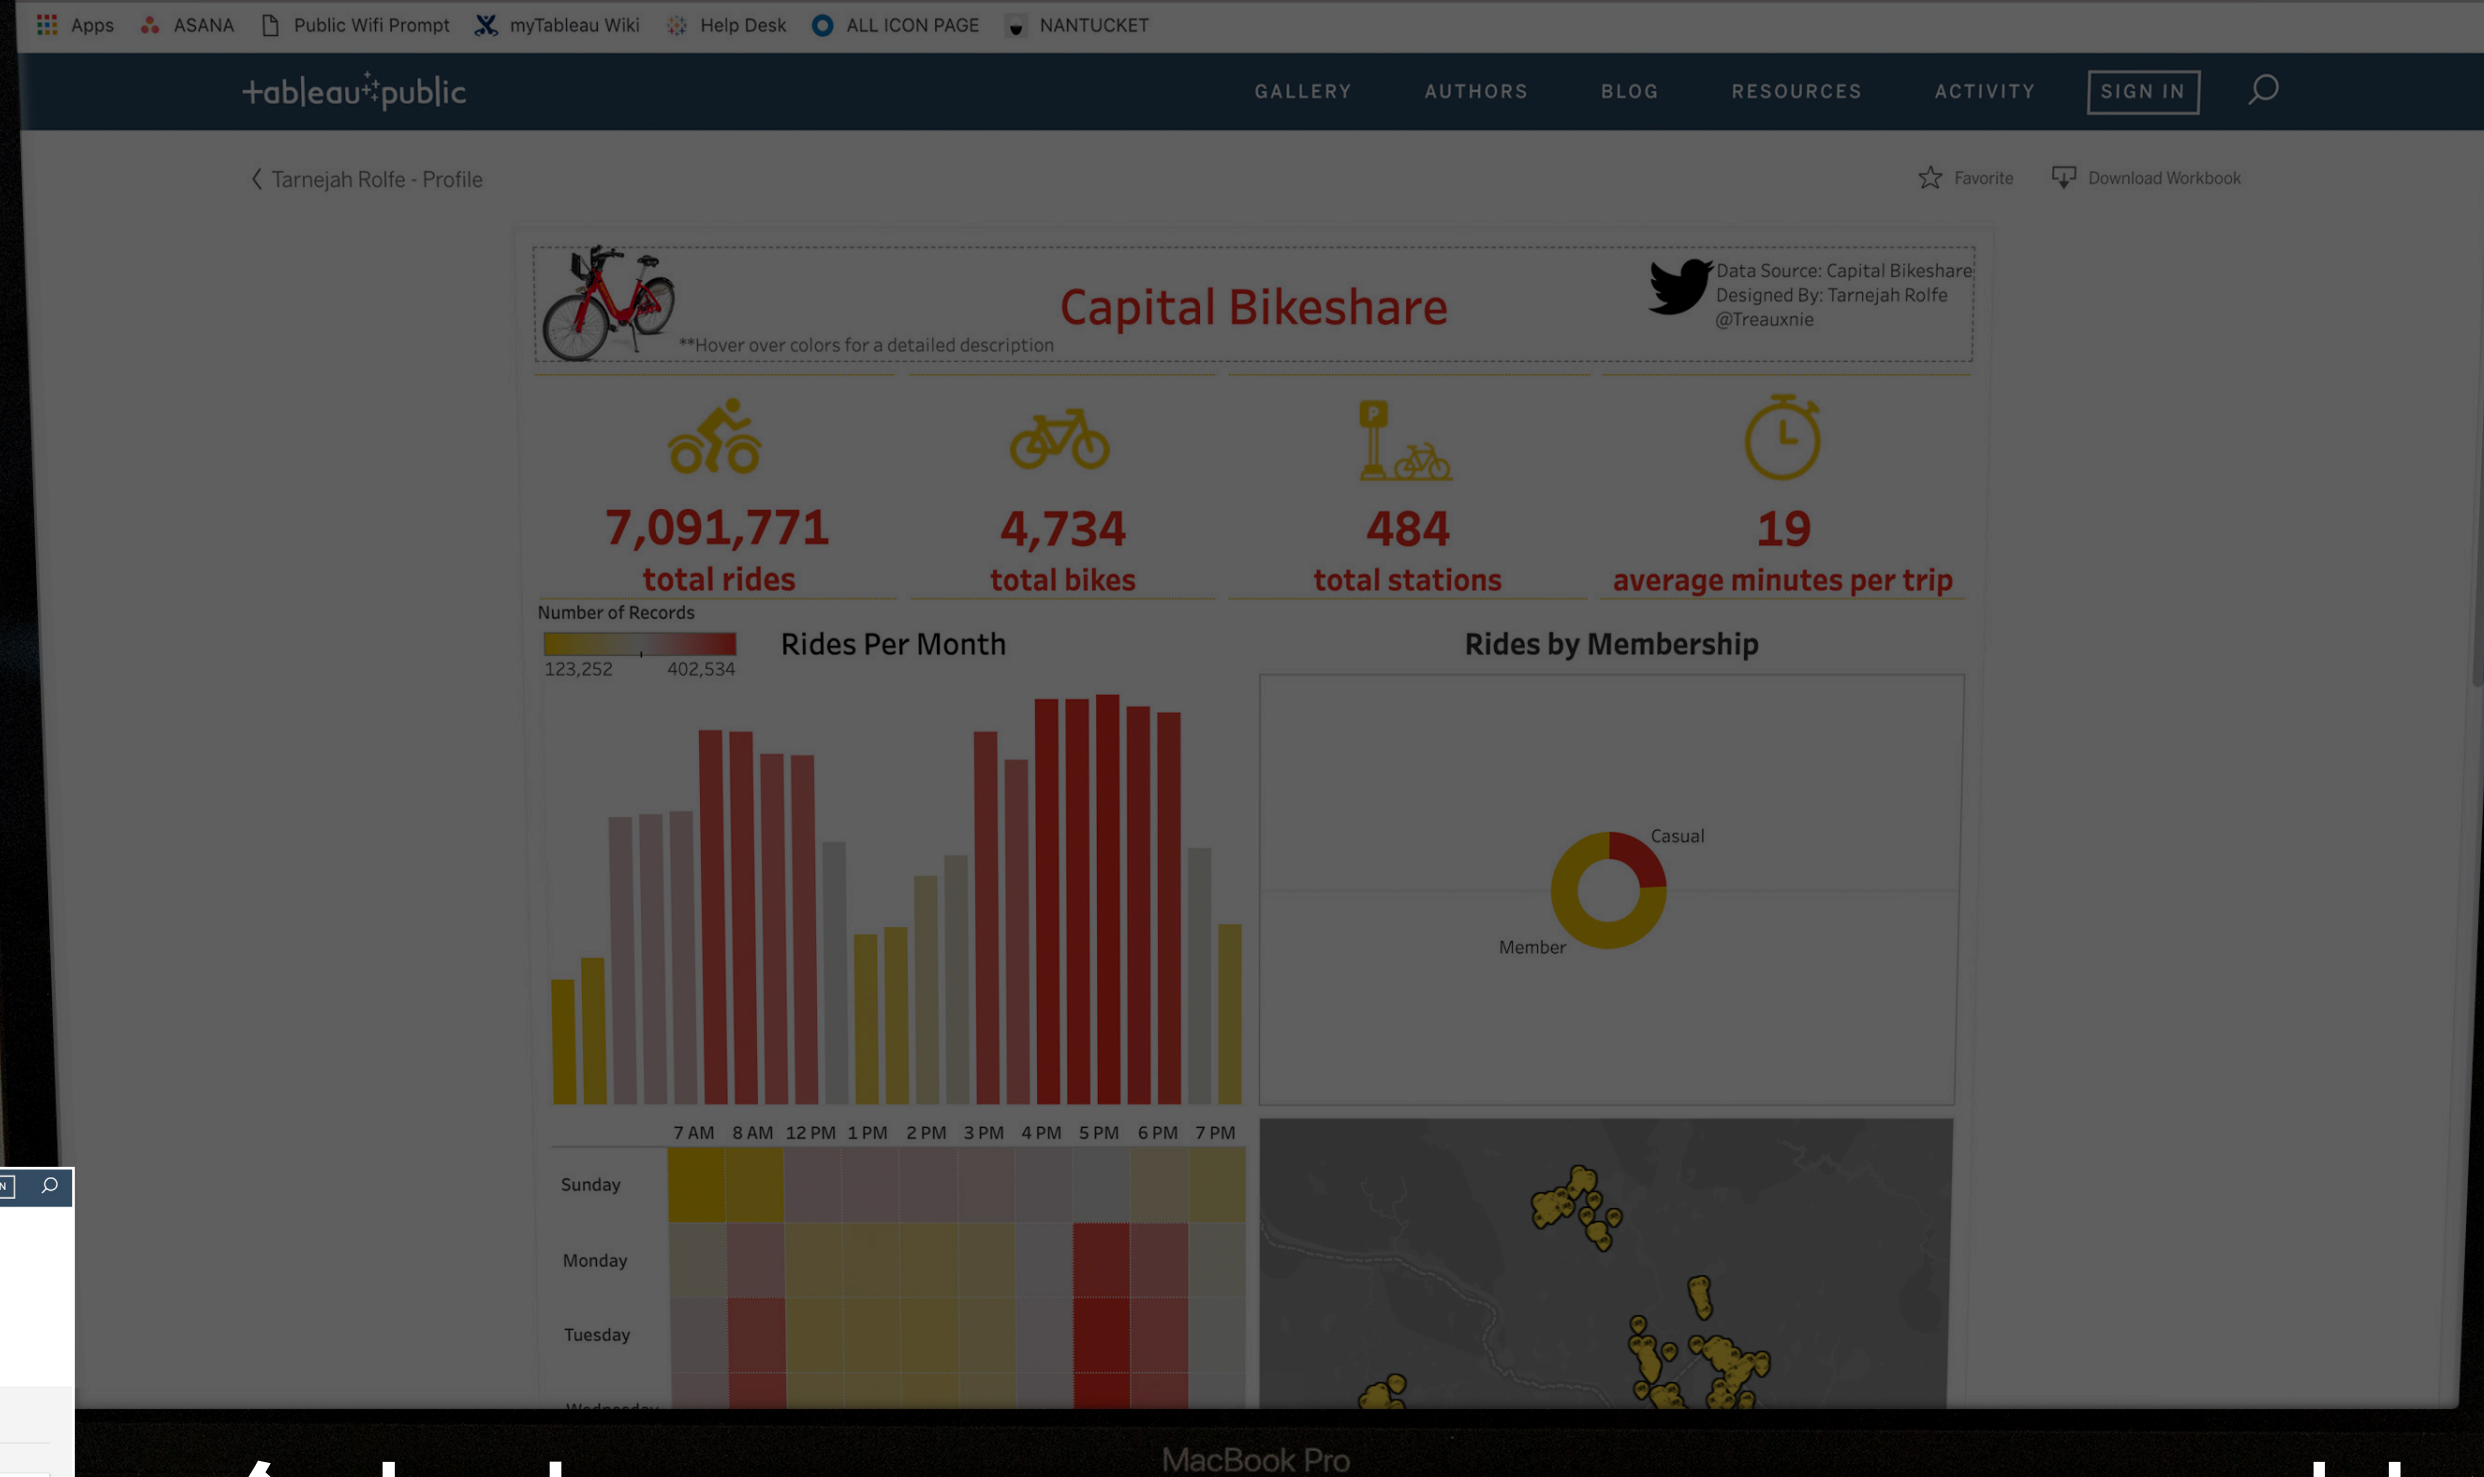 Apps ASANA Public Wifi Prompt myTableau Wiki Help Desk ALL ICON PAGE NANTUCKET
+ableau public GALLERY AUTHORS BLOG RESOURCES ACTIVITY SIGN IN
Tarnejah Rolfe - Profile Favorite Download Workbook
Capital Bikeshare
**Hover over colors for a detailed description
Data Source: Capital Bikeshare
Designed By: Tarnejah Rolfe
@Treauxnie
P
7,091,771 4,734 484 19
total rides total bikes total stations average minutes per trip
Number of Records
123,252 402,534
Rides Per Month
Rides by Membership
Casual
Member
7 AM 8 AM 12 PM 1 PM 2 PM 3 PM 4 PM 5 PM 6 PM 7 PM
Sunday
Monday
Tuesday
Wednesday
MacBook Pro